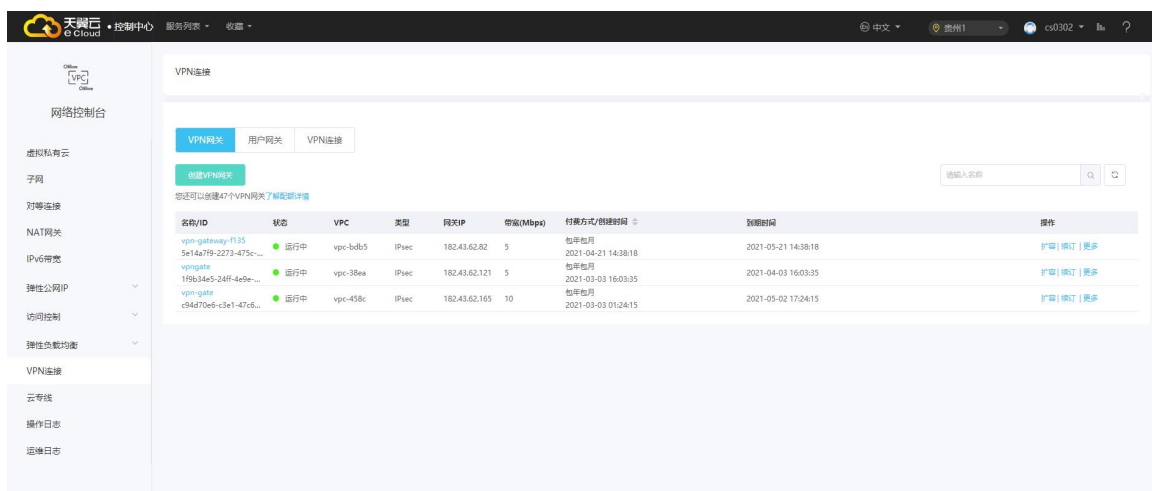 天翼云 e Cloud •控制中心 服务列表 收藏 中文 贵州1 cs0302 ?
VPC
网络控制台
虚拟私有云
子网
对等连接
NAT网关
IPv6带宽
弹性公网IP
访问控制
弹性负载均衡
VPN连接
云专线
操作日志
运维日志
VPN连接
VPN网关 用户网关 VPN连接
创建VPN网关 请输入名称
您还可以创建47个VPN网关了解配额详情
名称/ID 状态 VPC 类型 网关IP 带宽(Mbps) 付费方式/创建时间 到期时间 操作
vpn-gateway-f135 包年包月
5e14a7f9-2273-475c-... 运行中 vpc-bdb5 IPsec 182.43.62.82 5 2021-04-21 14:38:18 2021-05-21 14:38:18 扩容|续订 |更多
vpngate 包年包月
1f9b34e5-24ff-4e9e-... 运行中 vpc-38ea IPsec 182.43.62.121 5 2021-03-03 16:03:35 2021-04-03 16:03:35 扩容|续订 |更多
vpn-gate 包年包月
c94d70e6-c3e1-47c6... 运行中 vpc-458c IPsec 182.43.62.165 10 2021-03-03 01:24:15 2021-05-02 17:24:15 扩容|续订 |更多